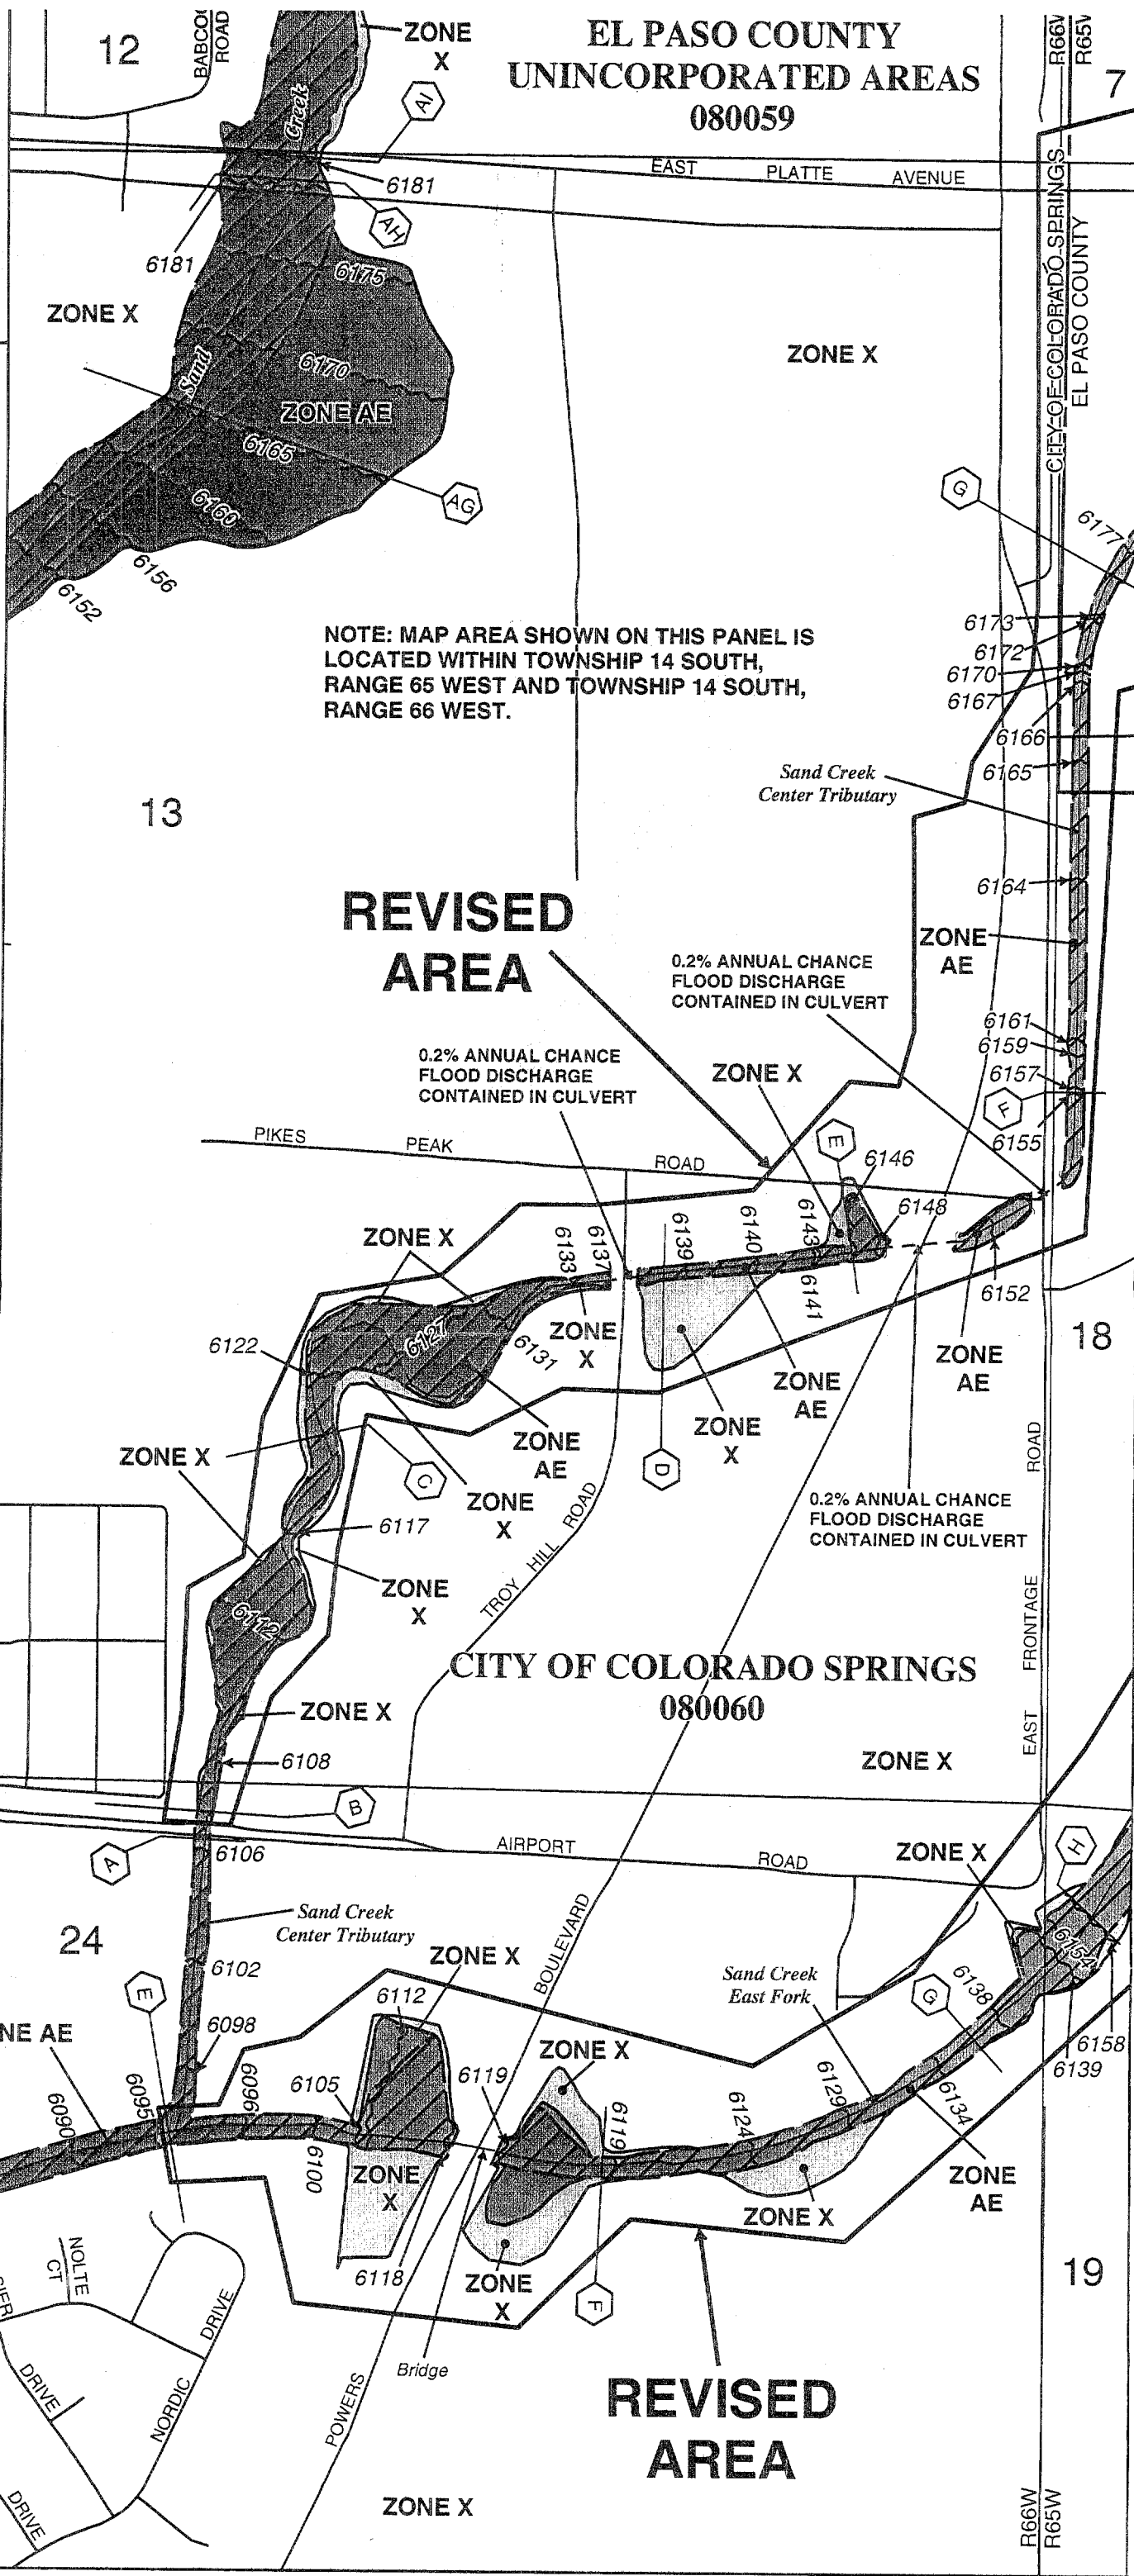 12
BABCO
ROAD
ZONE
X
EL PASO COUNTY
UNINCORPORATED AREAS
080059
R66W
R65W
7
Creek
AI
6181
EAST PLATTE AVENUE
AH
6181
6175
CITY OF COLORADO SPRINGS
EL PASO COUNTY
ZONE X
ZONE X
Sand
6170
ZONE AE
6165
6160
AG
G
6177
6156
6152
NOTE: MAP AREA SHOWN ON THIS PANEL IS
LOCATED WITHIN TOWNSHIP 14 SOUTH,
RANGE 65 WEST AND TOWNSHIP 14 SOUTH,
RANGE 66 WEST.
6173
6172
6170
6167
6166
6165
Sand Creek
Center Tributary
13
6164
REVISED
AREA
ZONE
AE
0.2% ANNUAL CHANCE
FLOOD DISCHARGE
CONTAINED IN CULVERT
6161
6159
6157
0.2% ANNUAL CHANCE
FLOOD DISCHARGE
CONTAINED IN CULVERT
ZONE X
F
6155
PIKES PEAK ROAD
E
6146
6148
ZONE X
6133
6137
6139
6140
6143
6141
6152
6122
6127
6131
ZONE
X
18
ZONE
AE
ZONE
AE
ZONE
X
ZONE
AE
ZONE X
C
D
ZONE
X
6117
0.2% ANNUAL CHANCE
FLOOD DISCHARGE
CONTAINED IN CULVERT
ZONE
X
TROY HILL ROAD
6112
EAST FRONTAGE ROAD
CITY OF COLORADO SPRINGS
080060
ZONE X
ZONE X
6108
B
AIRPORT ROAD
A
6106
ZONE X
H
Sand Creek
Center Tributary
24
ZONE X
BOULEVARD
6154
6102
E
Sand Creek
East Fork
6138
G
6158
6139
NE AE
6112
6098
ZONE X
6105
6119
6090
6095
6096
6100
6119
6124
6129
6134
ZONE
X
ZONE
AE
ZONE X
6118
ZONE
X
F
19
NOLTE
CT
SIER
DRIVE
DRIVE
NORDIC
DRIVE
Bridge
POWERS
REVISED
AREA
ZONE X
R66W
R65W